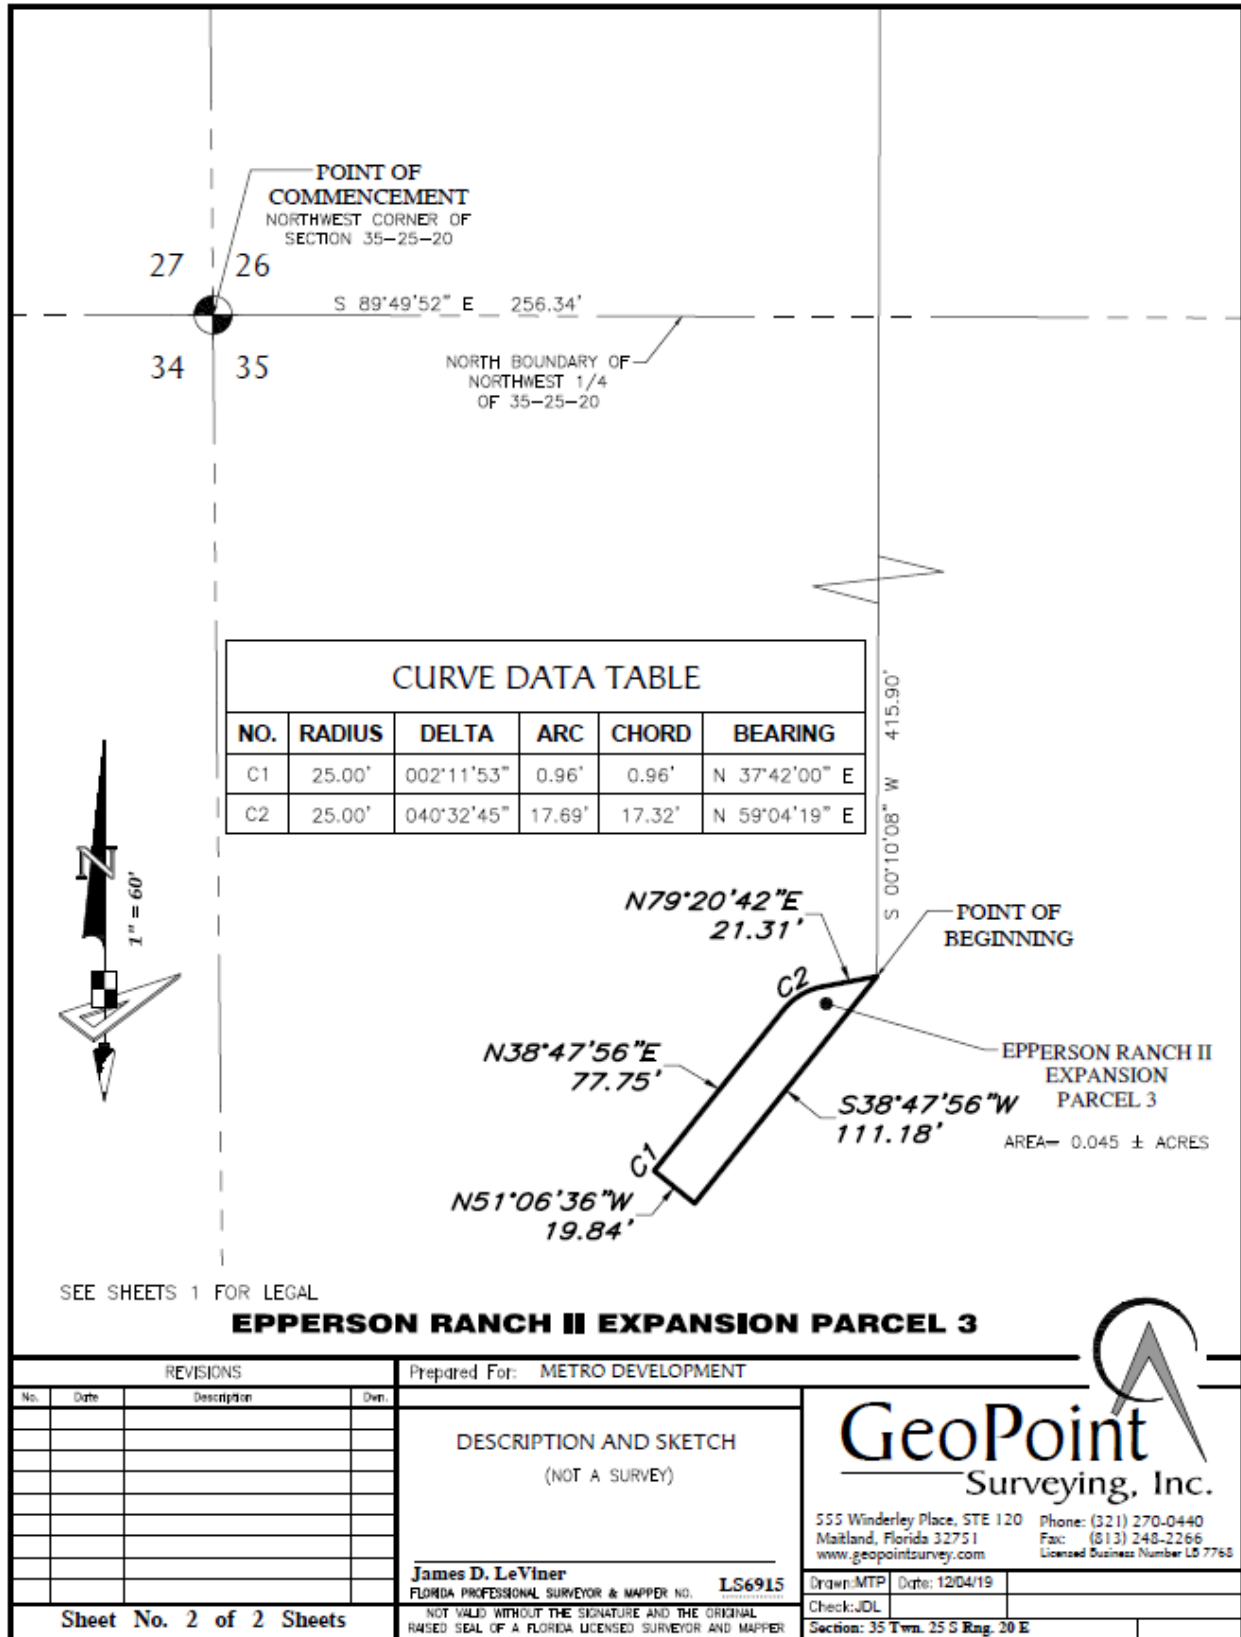 POINT OF
COMMENCEMENT
NORTHWEST CORNER OF
SECTION 35-25-20
27 26
S 89°49'52" E 256.34'
34 35
NORTH BOUNDARY OF
NORTHWEST 1/4
OF 35-25-20
CURVE DATA TABLE
NO. RADIUS DELTA ARC CHORD BEARING
C1 25.00' 002°11'53" 0.96' 0.96' N 37°42'00" E
C2 25.00' 040°32'45" 17.69' 17.32' N 59°04'19" E
S 00°10'08" W 415.90'
N
1" = 60'
N79°20'42"E
21.31'
POINT OF
BEGINNING
C2
N38°47'56"E
77.75'
EPPERSON RANCH II
EXPANSION
PARCEL 3
S38°47'56"W
111.18'
AREA= 0.045 ± ACRES
C1
N51°06'36"W
19.84'
SEE SHEETS 1 FOR LEGAL
EPPERSON RANCH II EXPANSION PARCEL 3
REVISIONS
No. Date Description Dwn.
Prepared For: METRO DEVELOPMENT
DESCRIPTION AND SKETCH
(NOT A SURVEY)
James D. LeViner
FLORIDA PROFESSIONAL SURVEYOR & MAPPER NO. LS6915
NOT VALID WITHOUT THE SIGNATURE AND THE ORIGINAL
RAISED SEAL OF A FLORIDA LICENSED SURVEYOR AND MAPPER
Sheet No. 2 of 2 Sheets
GeoPoint
Surveying, Inc.
555 Winderley Place, STE 120
Maitland, Florida 32751
www.geopointsurvey.com
Phone: (321) 270-0440
Fax: (813) 248-2266
Licensed Business Number LB 7768
Drawn:MTP Date: 12/04/19
Check:JDL
Section: 35 Twn. 25 S Rng. 20 E